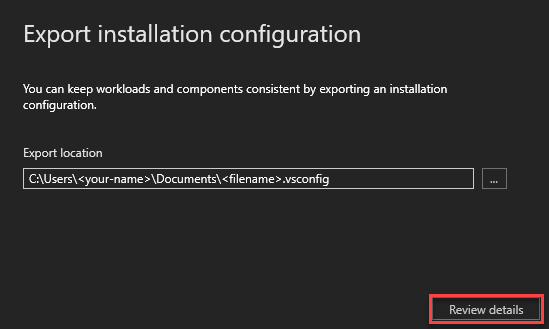 Export installation configuration
You can keep workloads and components consistent by exporting an installation
configuration.
Export location
C:\Users\<your-name>\Documents\<filename>.vsconfig
...
Review details